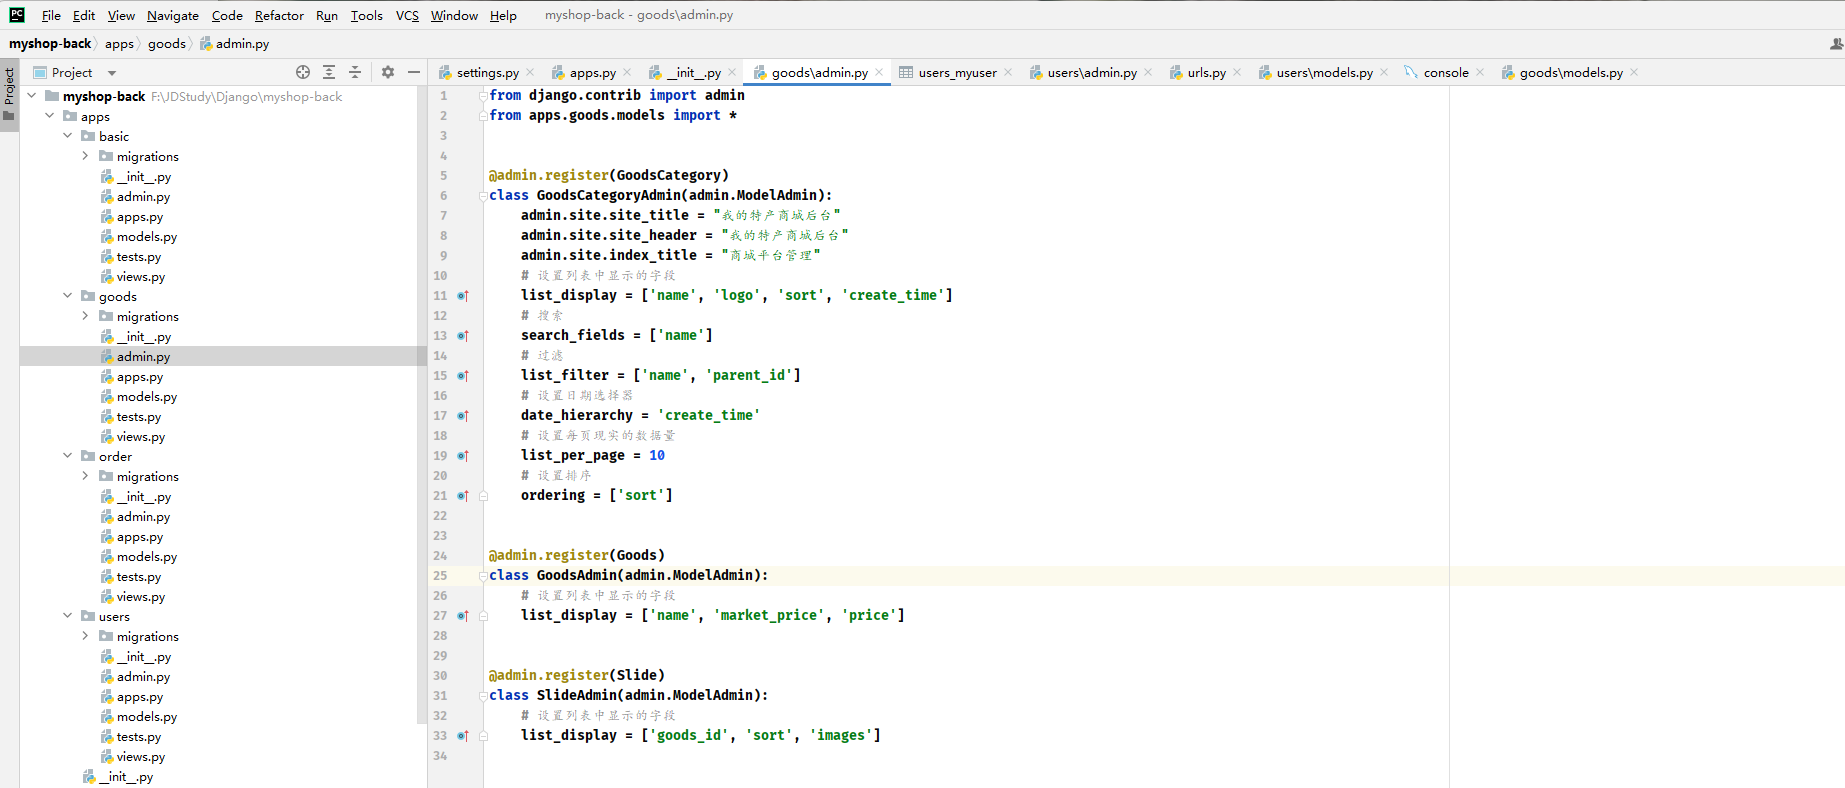 PC File Edit View Navigate Code Refactor Run Tools VCS Window Help myshop-back - goods\admin.py
myshop-back apps goods admin.py
Project
Project
settings.py apps.py __init__.py goods\admin.py users_myuser users\admin.py urls.py users\models.py console goods\models.py
myshop-back F:\JDStudy\Django\myshop-back
apps
basic
migrations
__init__.py
admin.py
apps.py
models.py
tests.py
views.py
goods
migrations
__init__.py
admin.py
apps.py
models.py
tests.py
views.py
order
migrations
__init__.py
admin.py
apps.py
models.py
tests.py
views.py
users
migrations
__init__.py
admin.py
apps.py
models.py
tests.py
views.py
__init__.py
1 from django.contrib import admin
2 from apps.goods.models import *
3
4
5 @admin.register(GoodsCategory)
6 class GoodsCategoryAdmin(admin.ModelAdmin):
7 admin.site.site_title = "我的特产商城后台"
8 admin.site.site_header = "我的特产商城后台"
9 admin.site.index_title = "商城平台管理"
10 # 设置列表中显示的字段
11 list_display = ['name', 'logo', 'sort', 'create_time']
12 # 搜索
13 search_fields = ['name']
14 # 过滤
15 list_filter = ['name', 'parent_id']
16 # 设置日期选择器
17 date_hierarchy = 'create_time'
18 # 设置每页现实的数据量
19 list_per_page = 10
20 # 设置排序
21 ordering = ['sort']
22
23
24 @admin.register(Goods)
25 class GoodsAdmin(admin.ModelAdmin):
26 # 设置列表中显示的字段
27 list_display = ['name', 'market_price', 'price']
28
29
30 @admin.register(Slide)
31 class SlideAdmin(admin.ModelAdmin):
32 # 设置列表中显示的字段
33 list_display = ['goods_id', 'sort', 'images']
34